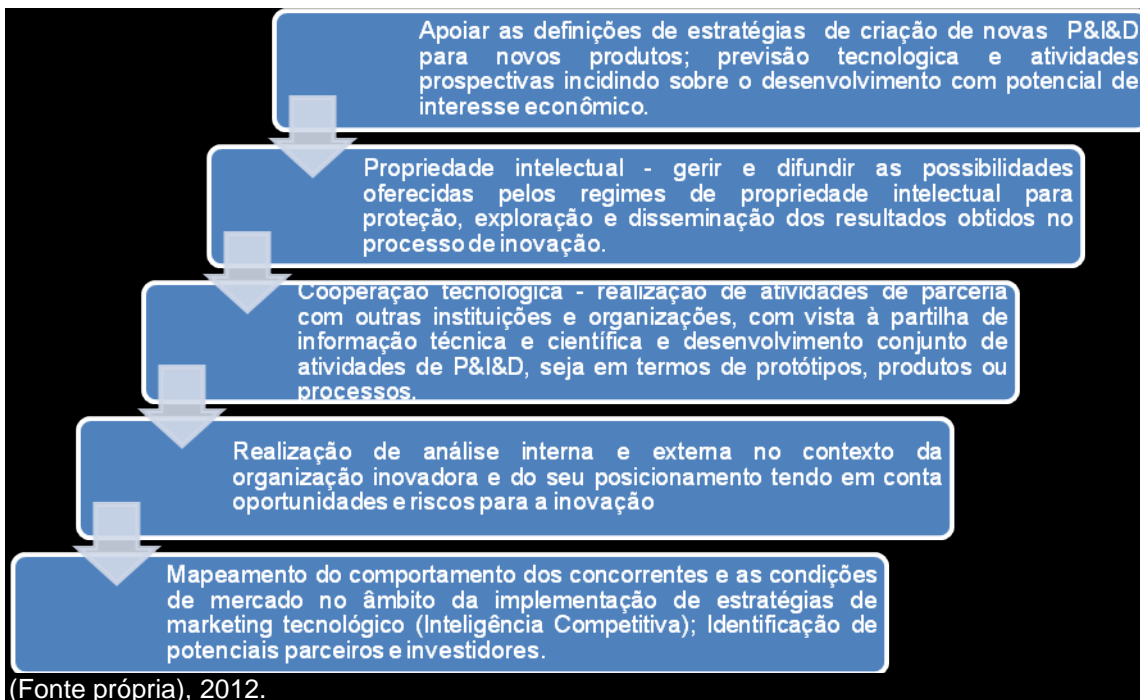 Apoiar as definições de estratégias de criação de novas P&I&D
para novos produtos; previsão tecnologica e atividades
prospectivas incidindo sobre o desenvolvimento com potencial de
interesse econômico.
Propriedade intelectual - gerir e difundir as possibilidades
oferecidas pelos regimes de propriedade intelectual para
proteção, exploração e disseminação dos resultados obtidos no
processo de inovação.
Cooperação tecnológica - realização de atividades de parceria
com outras instituições e organizações, com vista à partilha de
informação técnica e científica e desenvolvimento conjunto de
atividades de P&I&D, seja em termos de protótipos, produtos ou
processos.
Realização de análise interna e externa no contexto da
organização inovadora e do seu posicionamento tendo em conta
oportunidades e riscos para a inovação
Mapeamento do comportamento dos concorrentes e as condições
de mercado no âmbito da implementação de estratégias de
marketing tecnológico (Inteligência Competitiva); Identificação de
potenciais parceiros e investidores.
(Fonte própria), 2012.